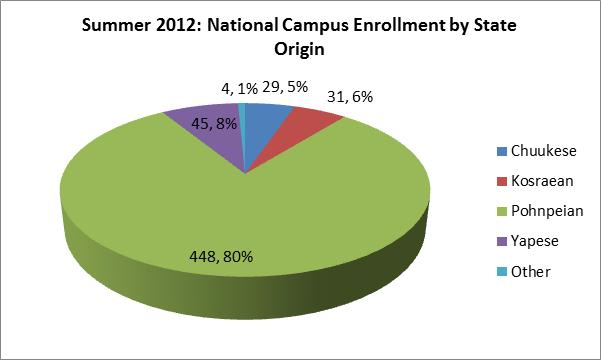 Summer 2012: National Campus Enrollment by State
Origin
4, 1%
29, 5%
31, 6%
45, 8%
448, 80%
Chuukese
Kosraean
Pohnpeian
Yapese
Other